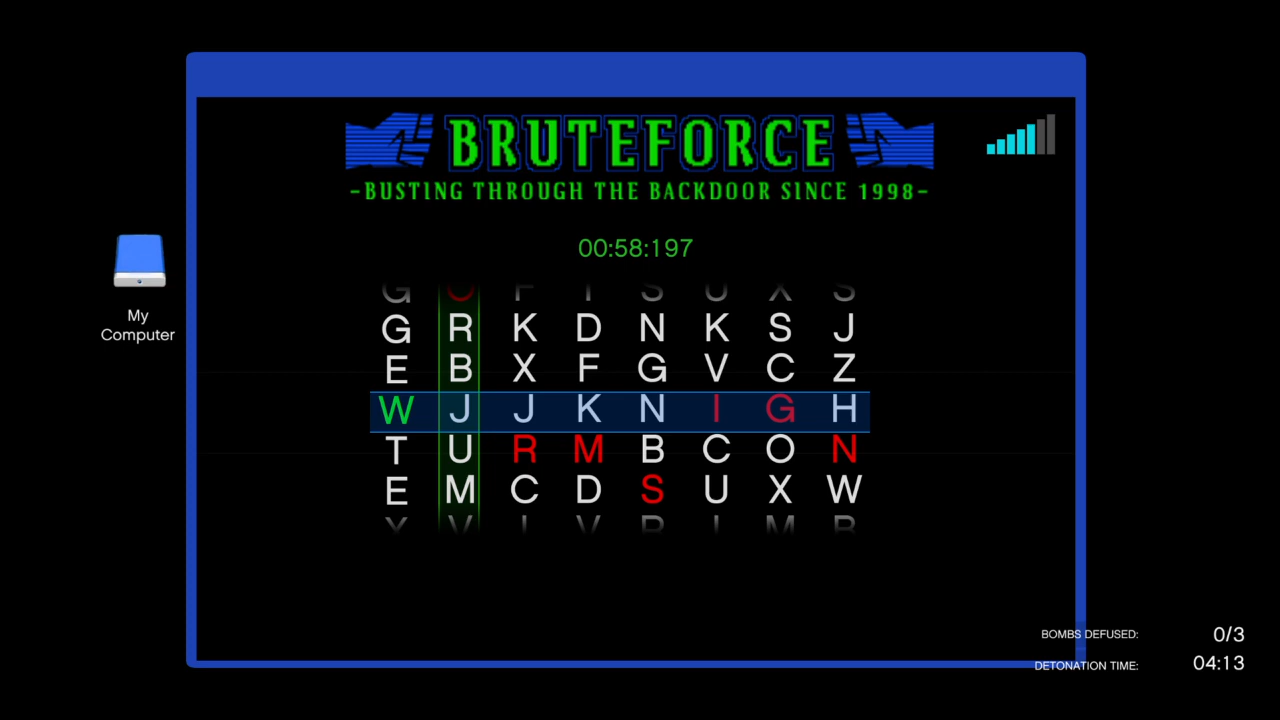 BRUTEFORCE
-BUSTING THROUGH THE BACKDOOR SINCE 1998-
00:58:197
My
Computer
G O F I S U X S
G R K D N K S J
E B X F G V C Z
W J J K N I G H
T U R M B C O N
E M C D S U X W
BOMBS DEFUSED: 0/3
DETONATION TIME: 04:13